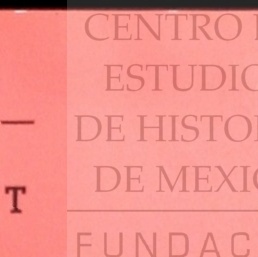 CENTRO
ESTUDIO
DE HISTO
DE MEXIC
FUNDAC
T